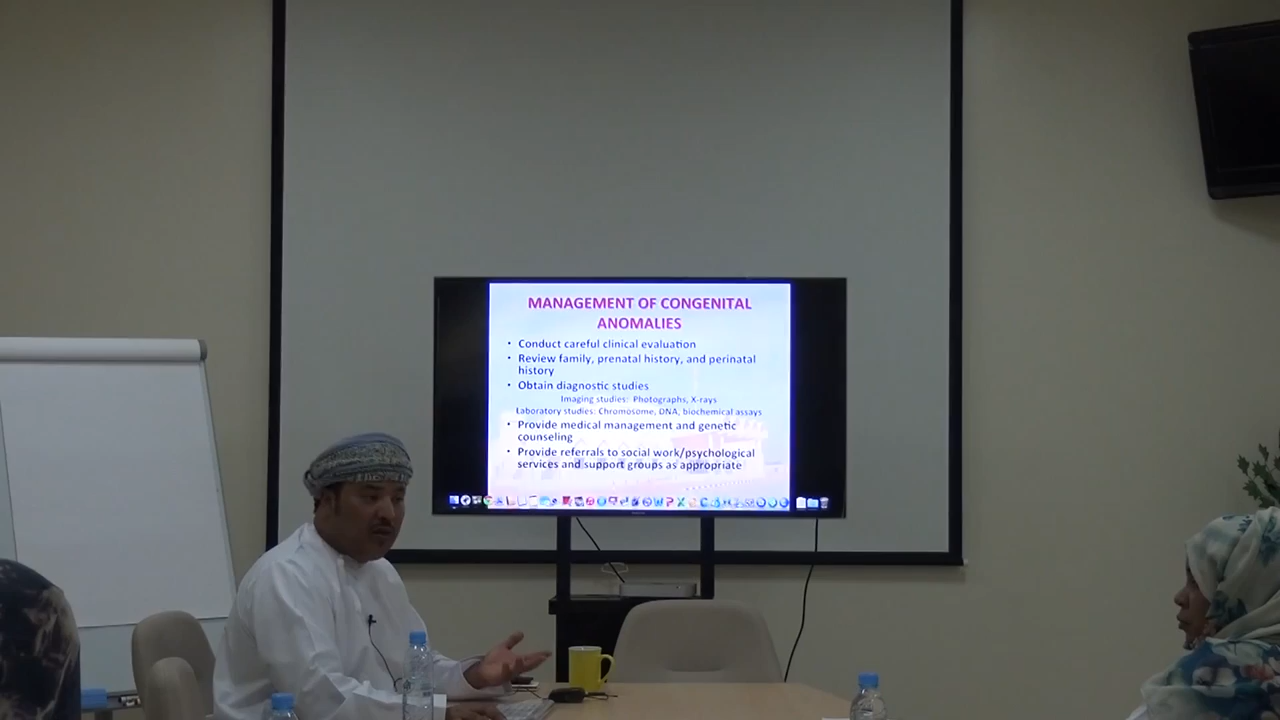 MANAGEMENT OF CONGENITAL
ANOMALIES
• Conduct careful clinical evaluation
• Review family, prenatal history, and perinatal
history
• Obtain diagnostic studies
Imaging studies: Photographs, X-rays
Laboratory studies: Chromosome, DNA, biochemical assays
• Provide medical management and genetic
counseling
• Provide referrals to social work/psychological
services and support groups as appropriate